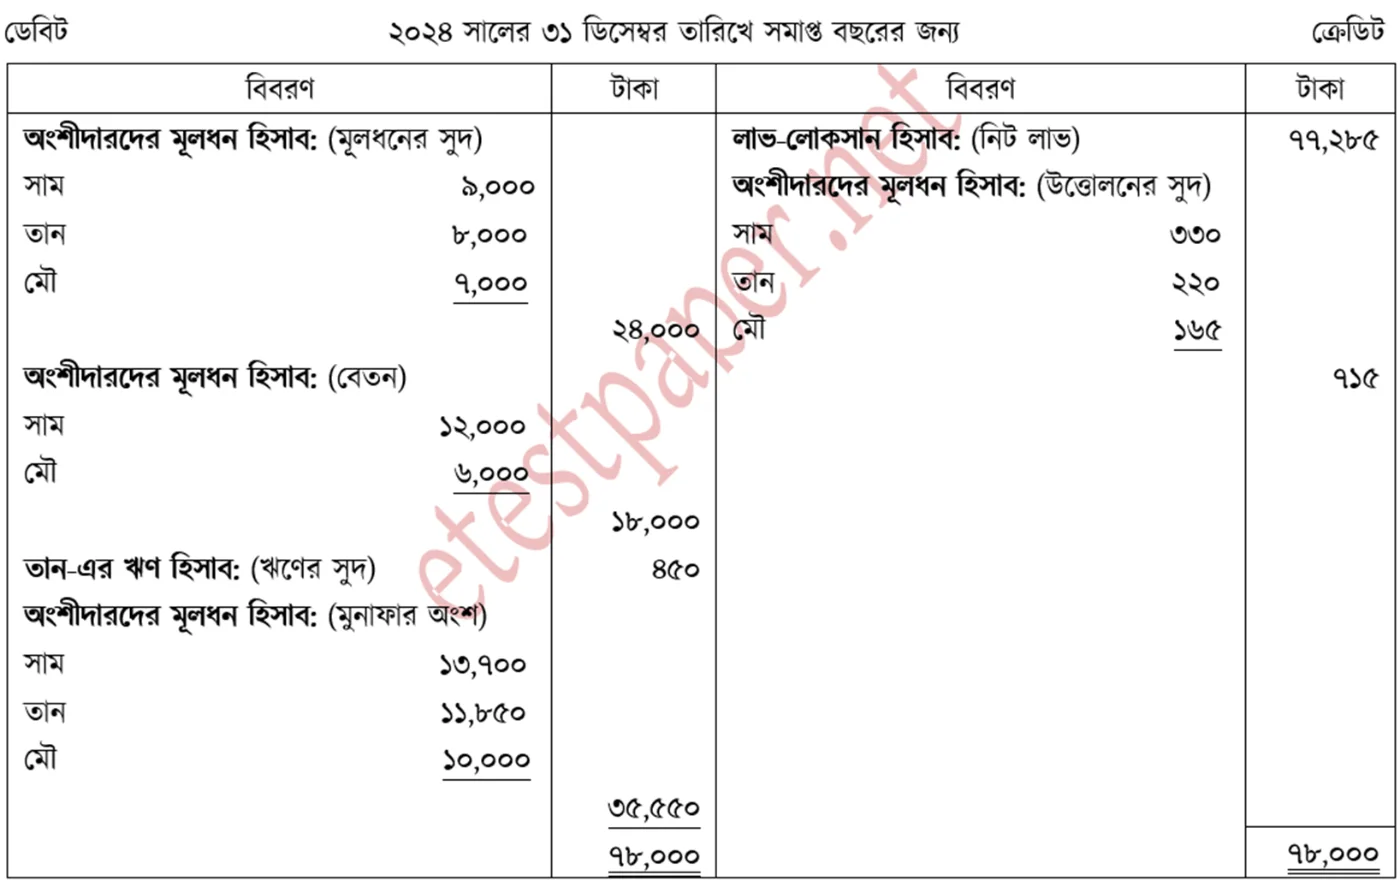 ডেবিট ২০২৪ সালের ৩১ ডিসেম্বর তারিখে সমাপ্ত বছরের জন্য ক্রেডিট
বিবরণ টাকা বিবরণ টাকা
অংশীদারদের মূলধন হিসাব: (মূলধনের সুদ) লাভ-লোকসান হিসাব: (নিট লাভ) ৭৭,২৮৫
সাম ৯,০০০ অংশীদারদের মূলধন হিসাব: (উত্তোলনের সুদ)
তান ৮,০০০ সাম ৩৩০
মৌ ৭,০০০ তান ২২০
২৪,০০০ মৌ ১৬৫
অংশীদারদের মূলধন হিসাব: (বেতন) ৭১৫
সাম ১২,০০০
মৌ ৬,০০০
১৮,০০০
তান-এর ঋণ হিসাব: (ঋণের সুদ) ৪৫০
অংশীদারদের মূলধন হিসাব: (মুনাফার অংশ)
সাম ১৩,৭০০
তান ১১,৮৫০
মৌ ১০,০০০
৩৫,৫৫০
৭৮,০০০ ৭৮,০০০
etestpaper.net